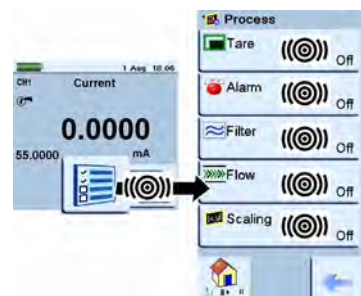 1 Aug 18:06
CH1
Current
0.0000
55.0000
mA
Process
Tare
Off
Alarm
Off
Filter
Off
Flow
Off
Scaling
Off